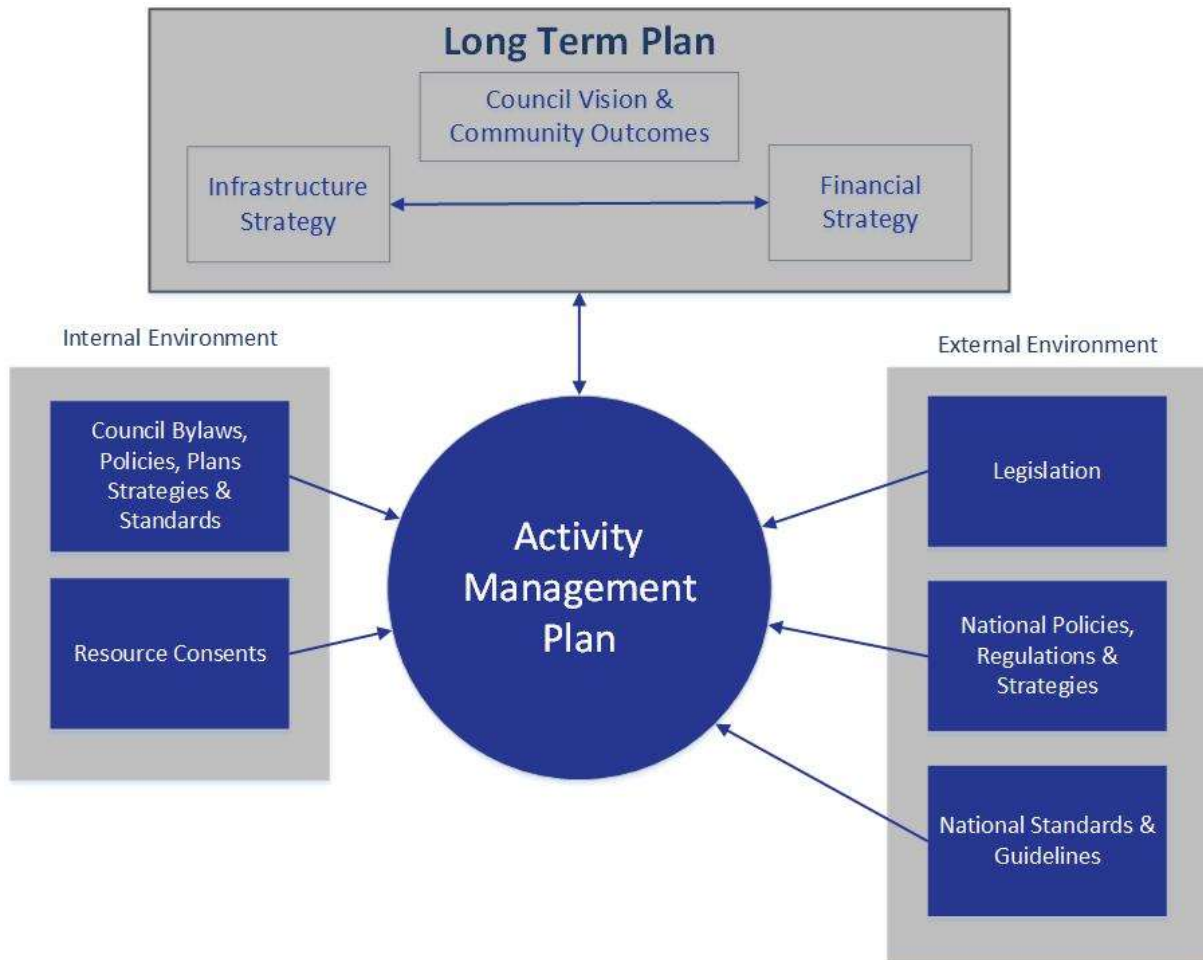 Long Term Plan
Council Vision &
Community Outcomes
Infrastructure
Strategy
Financial
Strategy
Internal Environment
Council Bylaws,
Policies, Plans
Strategies &
Standards
Resource Consents
Activity
Management
Plan
External Environment
Legislation
National Policies,
Regulations &
Strategies
National Standards &
Guidelines